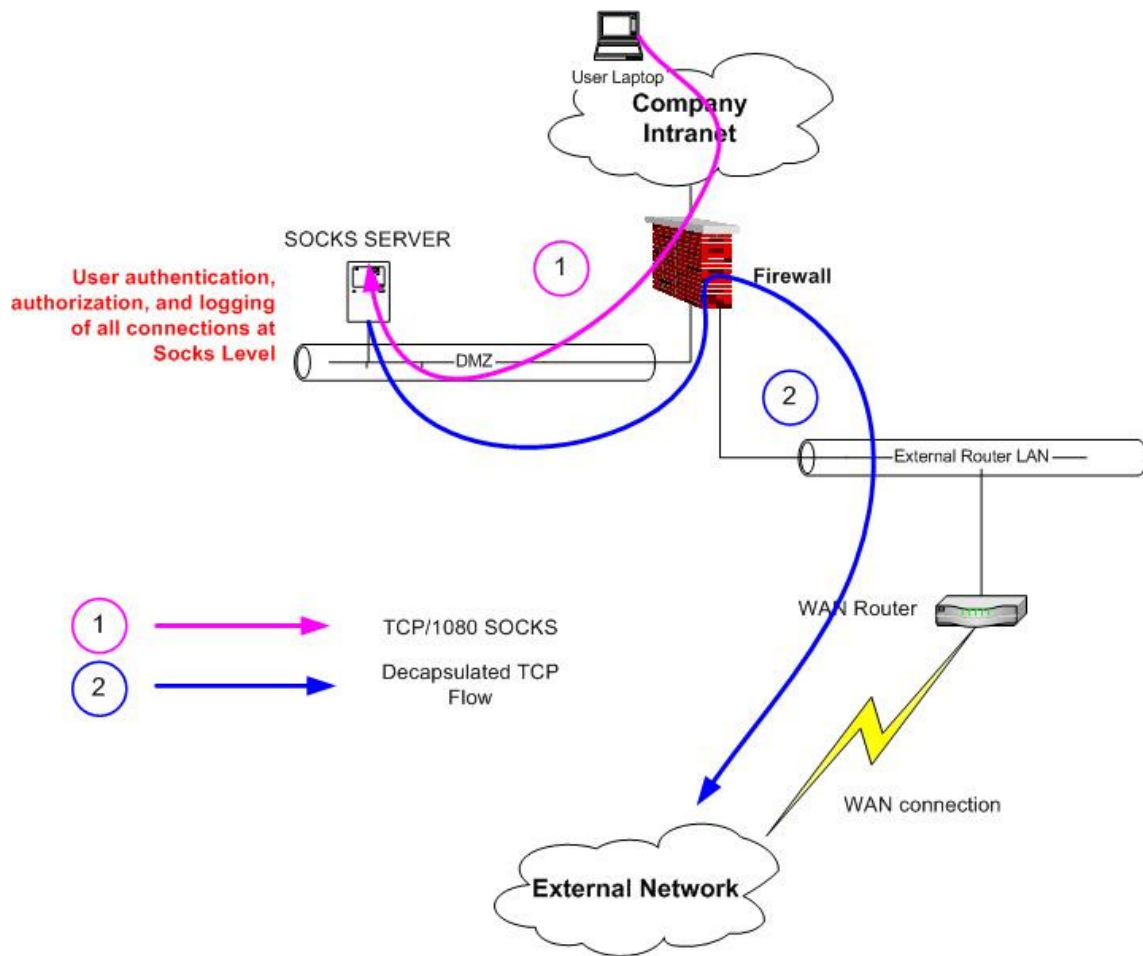 User Laptop
Company
Intranet
SOCKS SERVER
1
User authentication,
authorization, and logging
of all connections at
Socks Level
Firewall
DMZ
2
External Router LAN
WAN Router
1
TCP/1080 SOCKS
2
Decapsulated TCP
Flow
WAN connection
External Network